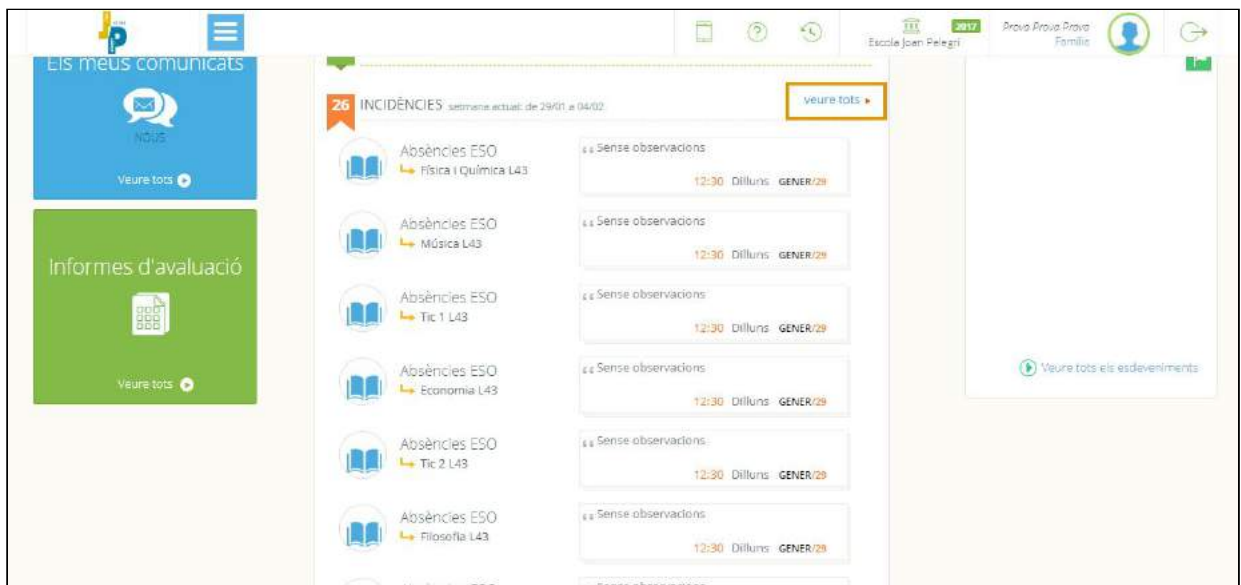 JP
2017
Escola Joan Pelegrí
Prova Prova Prova
Família
Els meus comunicats
NOUS
Veure tots
Informes d'avaluació
Veure tots
26 INCIDÈNCIES setmana actual: de 29/01 a 04/02
veure tots
Absències ESO
Física i Química L43
Sense observacions
12:30 Dilluns GENER/29
Absències ESO
Música L43
Sense observacions
12:30 Dilluns GENER/29
Absències ESO
Tic 1 L43
Sense observacions
12:30 Dilluns GENER/29
Absències ESO
Economia L43
Sense observacions
12:30 Dilluns GENER/29
Absències ESO
Tic 2 L43
Sense observacions
12:30 Dilluns GENER/29
Absències ESO
Filosofia L43
Sense observacions
12:30 Dilluns GENER/29
Veure tots els esdeveniments